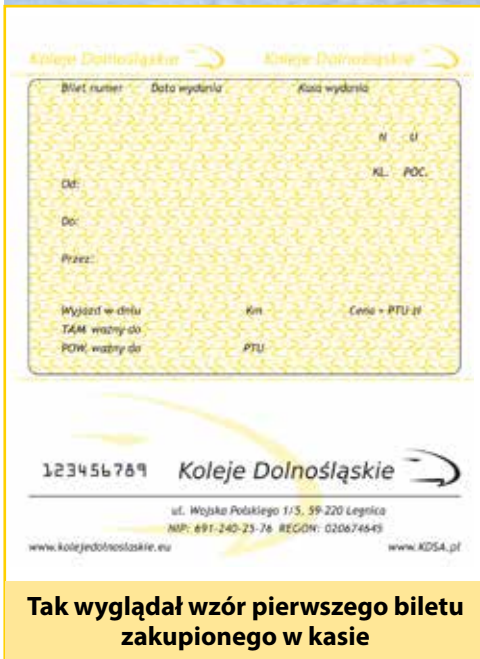 Koleje Dolnośląskie Koleje Dolnośląskie
Bilet numer Data wydania Kasa wydania
N U
KL. POC.
Od:
Do:
Przez:
Wyjazd w dniu Km Cena + PTU zł
TAM ważny do
POW. ważny do PTU
123456789 Koleje Dolnośląskie
ul. Wojska Polskiego 1/5, 59-220 Legnica
NIP: 691-240-25-76 REGON: 020674645
www.kolejedolnoslaskie.eu www.KDSA.pl
Tak wyglądał wzór pierwszego biletu
zakupionego w kasie